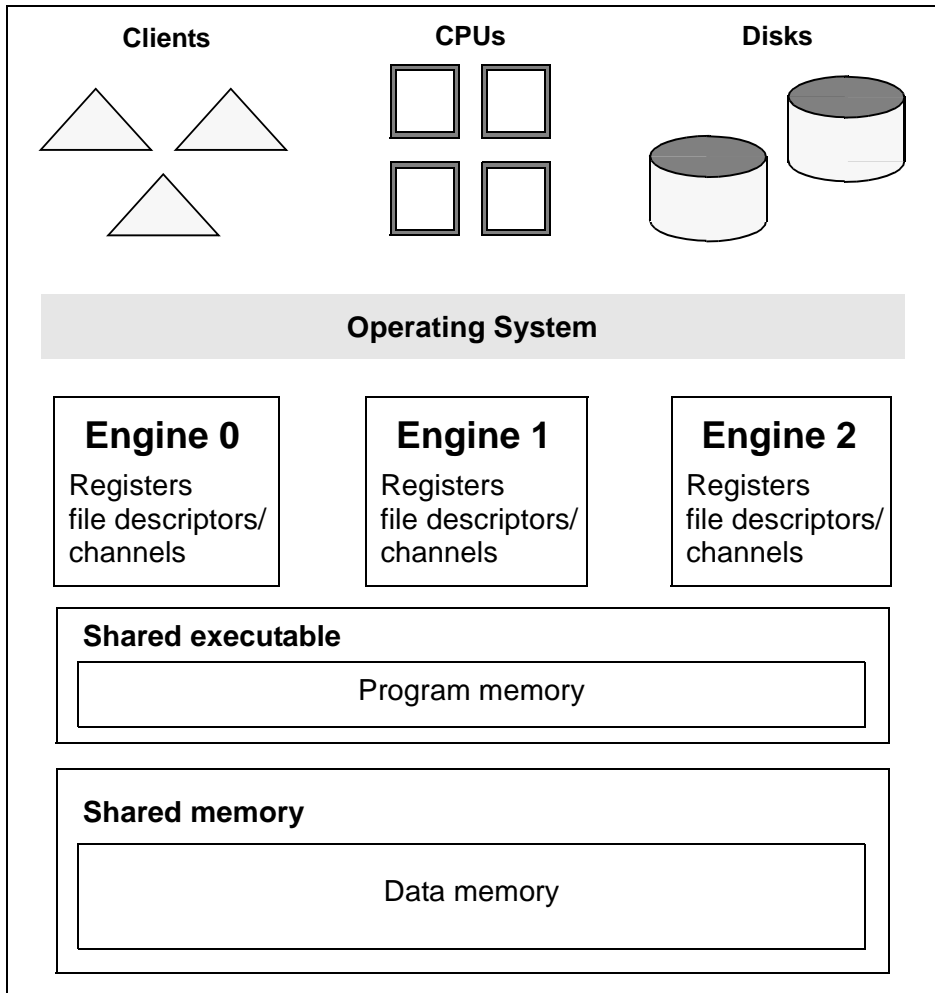 Clients
CPUs
Disks
Operating System
Engine 0
Registers
file descriptors/
channels
Engine 1
Registers
file descriptors/
channels
Engine 2
Registers
file descriptors/
channels
Shared executable
Program memory
Shared memory
Data memory